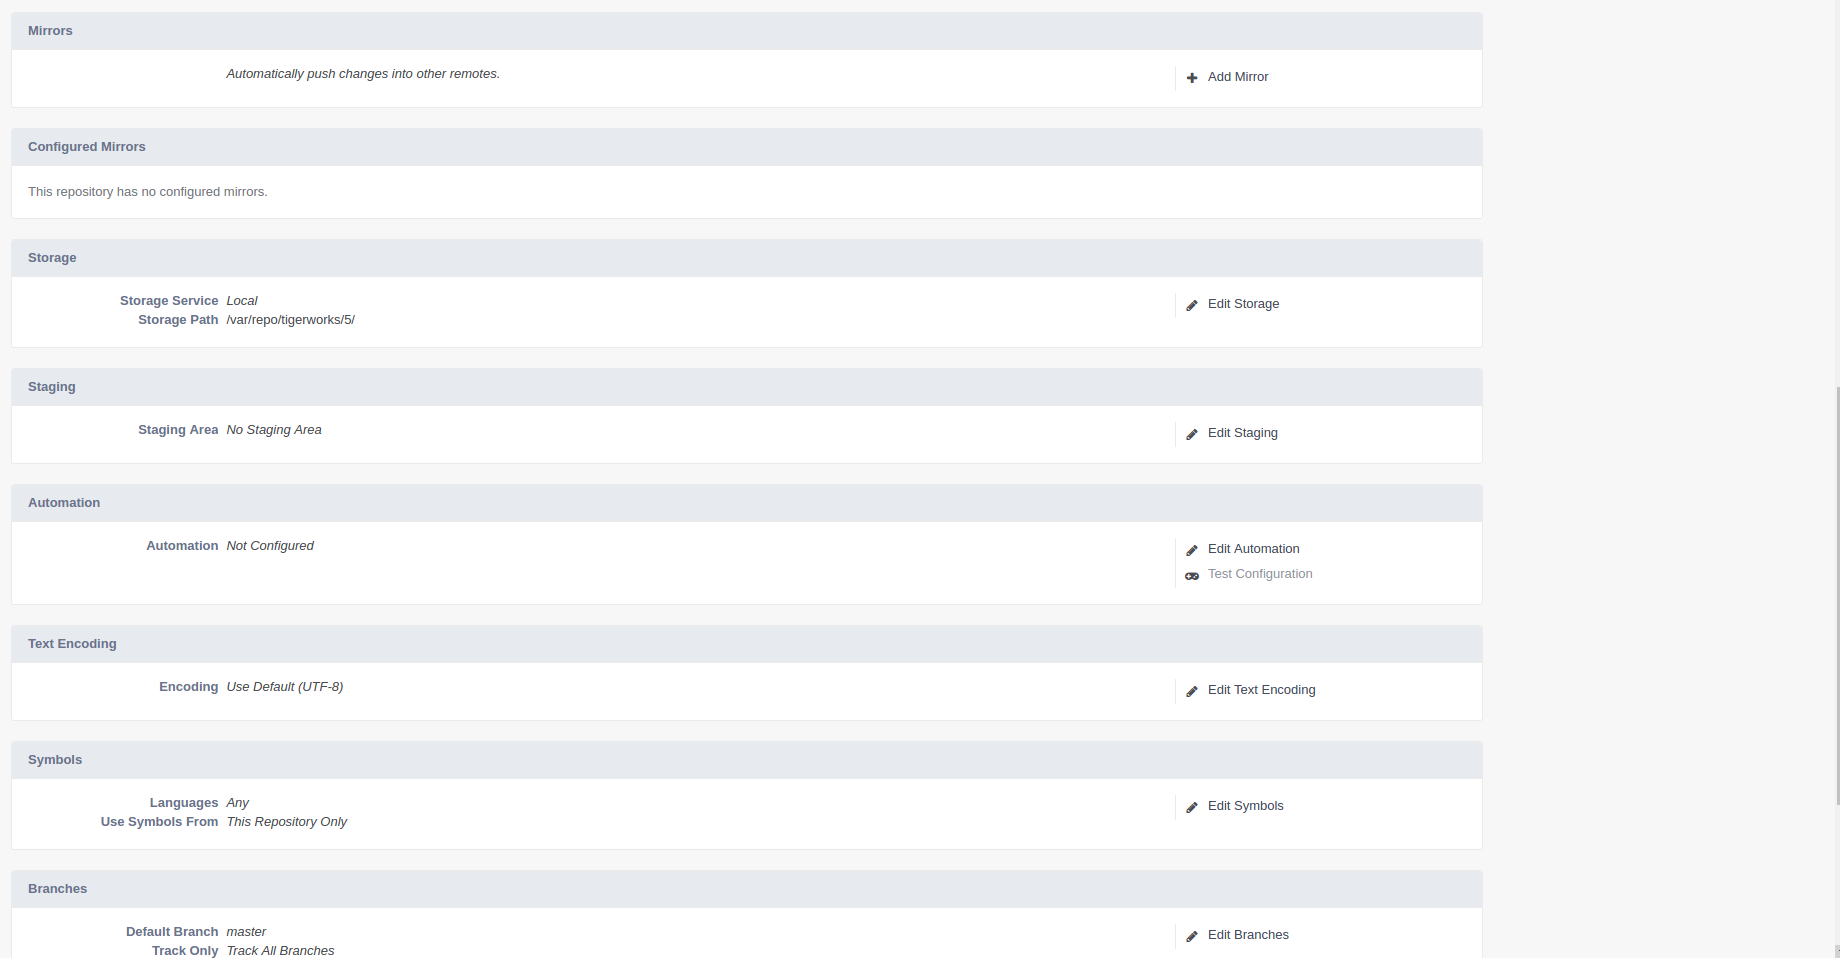 Mirrors
Automatically push changes into other remotes.
Add Mirror
Configured Mirrors
This repository has no configured mirrors.
Storage
Storage Service Local
Edit Storage
Storage Path /var/repo/tigerworks/5/
Staging
Staging Area No Staging Area
Edit Staging
Automation
Automation Not Configured
Edit Automation
Test Configuration
Text Encoding
Encoding Use Default (UTF-8)
Edit Text Encoding
Symbols
Languages Any
Edit Symbols
Use Symbols From This Repository Only
Branches
Default Branch master
Edit Branches
Track Only Track All Branches